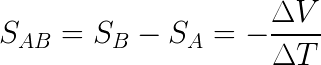 S_{AB} = S_B - S_A = -\frac{\Delta V}{\Delta T}